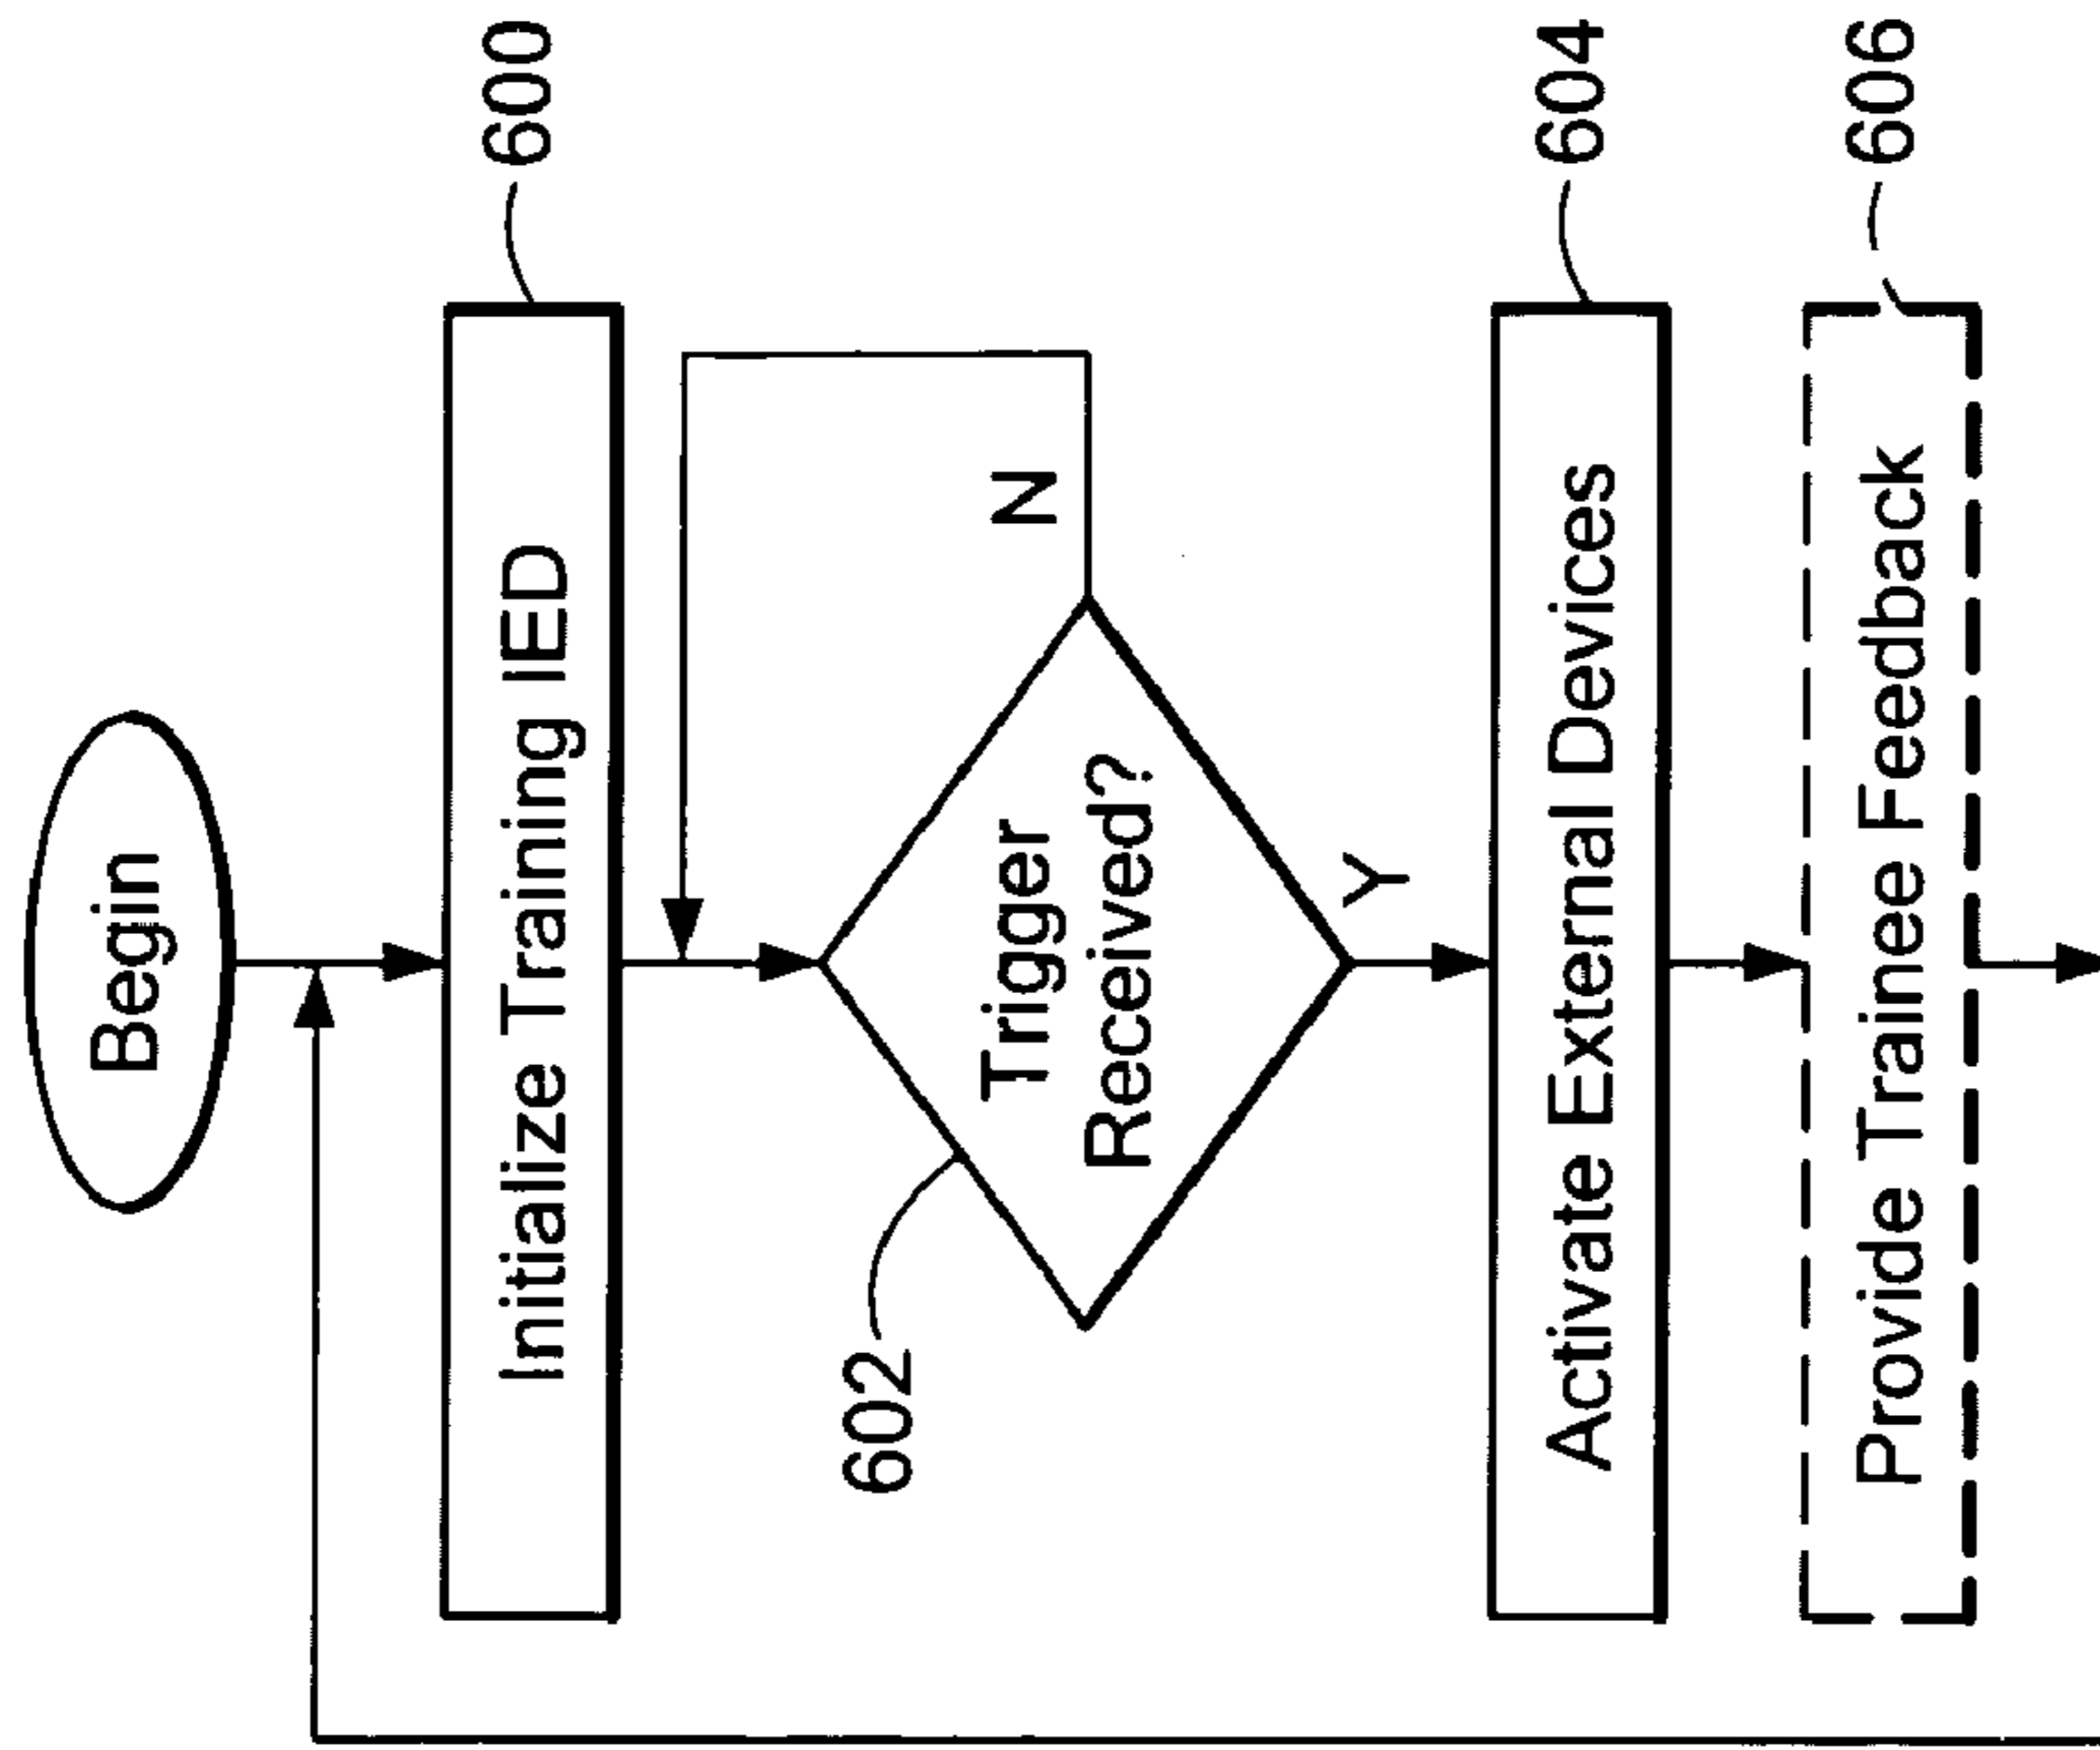 Begin
600
Initialize Training IED
N
602
Trigger
Received?
Y
604
Activate External Devices
606
Provide Trainee Feedback